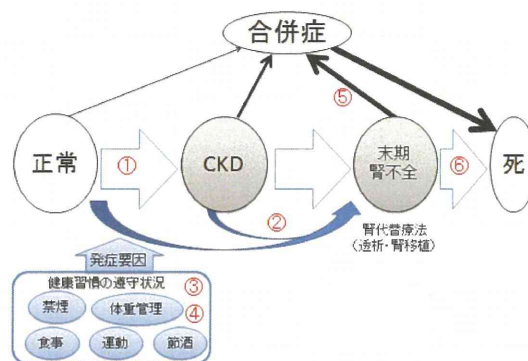 合併症
⑤
正常
①
CKD
末期
腎不全
⑥
死
②
腎代替療法
(透析・腎移植)
発症要因
健康習慣の遵守状況
③
禁煙
体重管理
④
食事
運動
節酒